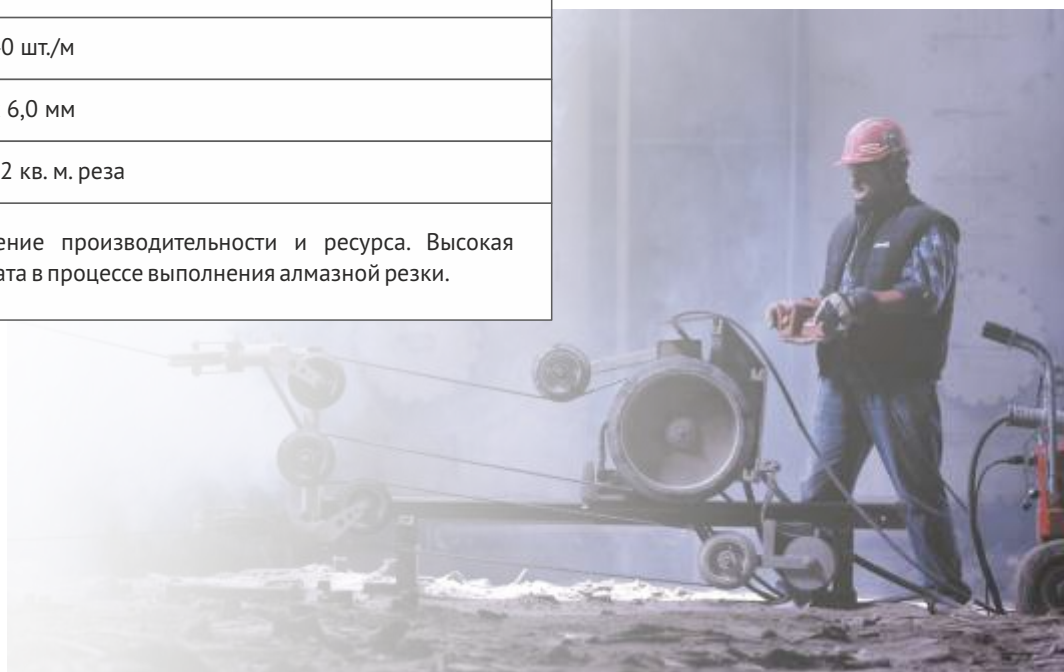 0 шт./м
6,0 мм
2 кв. м. реза
ение производительности и ресурса. Высокая
ата в процессе выполнения алмазной резки.